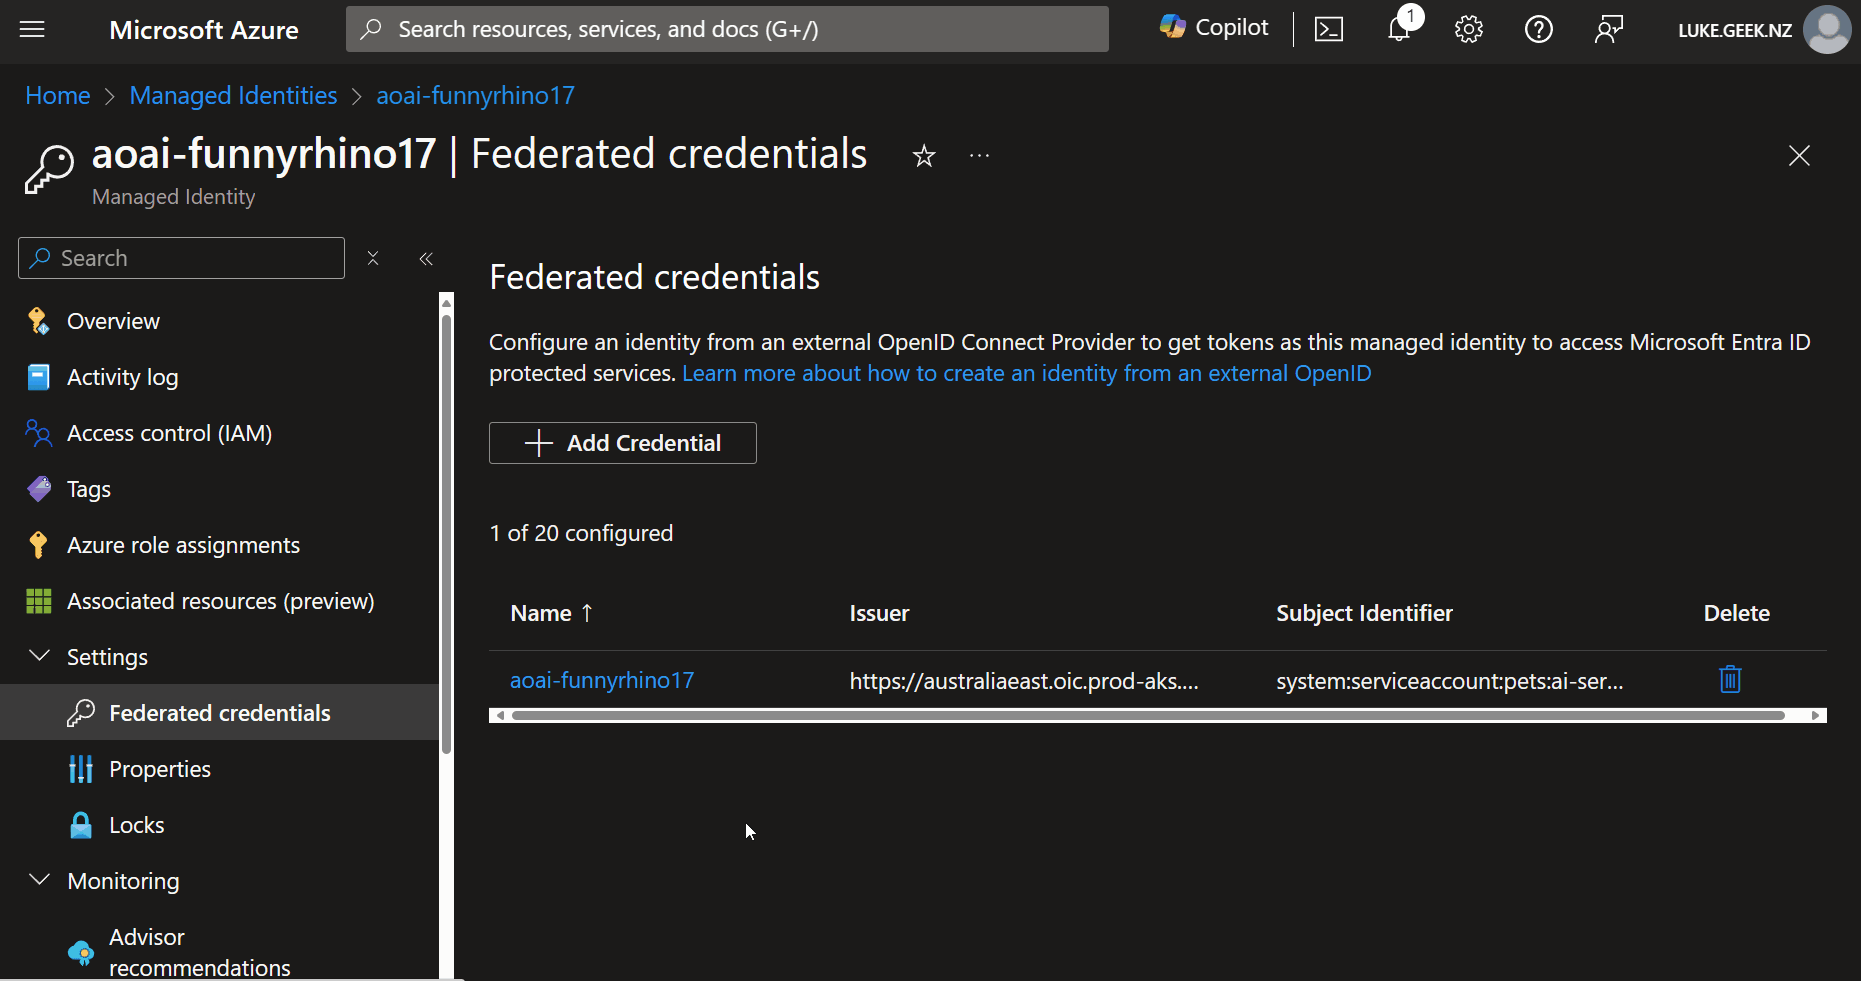 Microsoft Azure
Search resources, services, and docs (G+/)
Copilot
1
LUKE.GEEK.NZ
Home > Managed Identities > aoai-funnyrhino17
aoai-funnyrhino17 | Federated credentials
Managed Identity
Search
Overview
Activity log
Access control (IAM)
Tags
Azure role assignments
Associated resources (preview)
Settings
Federated credentials
Properties
Locks
Monitoring
Advisor
recommendations
Federated credentials
Configure an identity from an external OpenID Connect Provider to get tokens as this managed identity to access Microsoft Entra ID
protected services. Learn more about how to create an identity from an external OpenID
Add Credential
1 of 20 configured
Name ↑ Issuer Subject Identifier Delete
aoai-funnyrhino17 https://australiaeast.oic.prod-aks.... system:serviceaccount:pets:ai-ser...